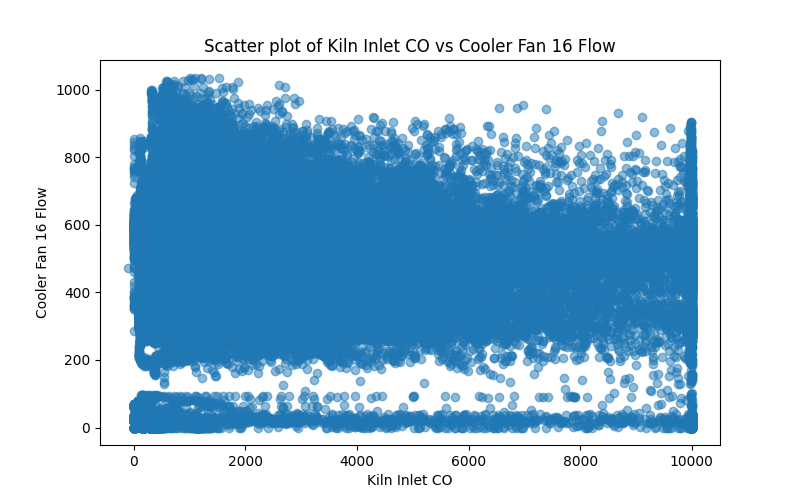 Scatter plot of Kiln Inlet CO vs Cooler Fan 16 Flow
1000
800
600
400
200
0
Cooler Fan 16 Flow
0 2000 4000 6000 8000 10000
Kiln Inlet CO